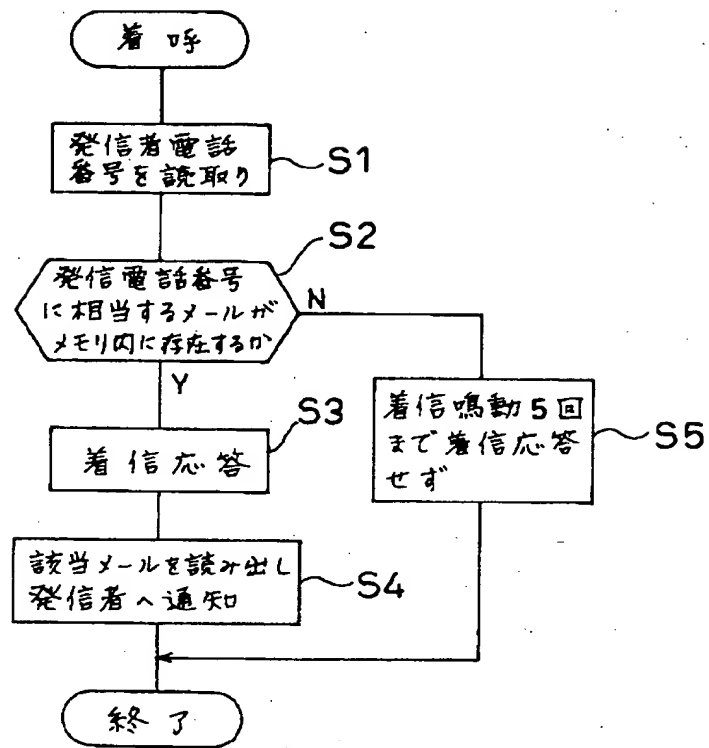 着呼
発信者電話
番号を読取り
S1
S2
発信電話番号
に相当するメールが
メモリ内に存在するか
N
Y
S3
着信応答
着信鳴動5回
まで着信応答
せず
S5
該当メールを読み出し
発信者へ通知
S4
終了